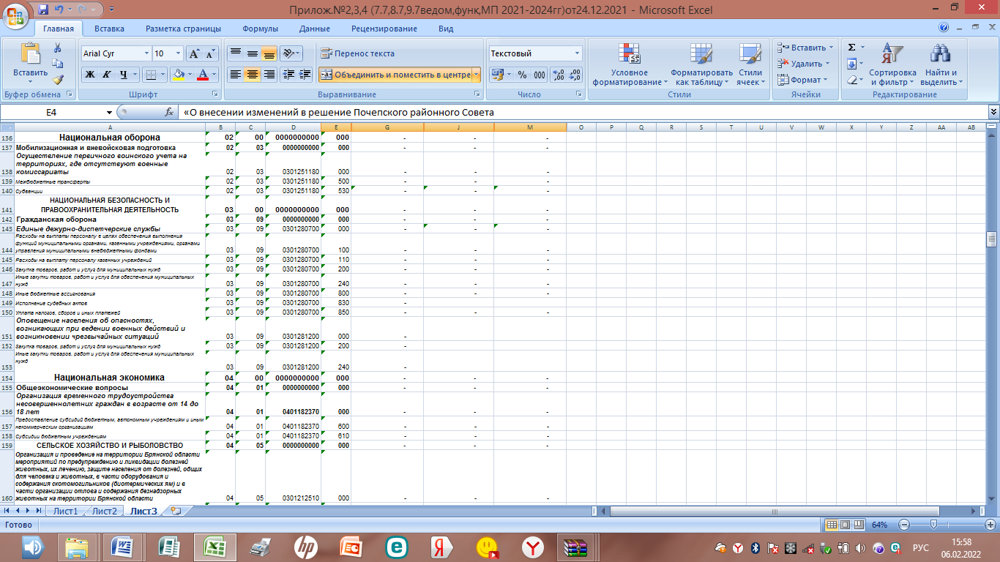 Прилож.№2,3,4 (7.7,8.7,9.7ведом,функ,МП 2021-2024гг)от24.12.2021 - Microsoft Excel
Главная Вставка Разметка страницы Формулы Данные Рецензирование Вид
Arial Cyr 10 Перенос текста Текстовый Вставить Σ
Вставить Ж К Ч А Объединить и поместить в центре % 000 Условное форматирование Форматировать как таблицу Стили ячеек Удалить Формат Сортировка и фильтр Найти и выделить
Буфер обмена Шрифт Выравнивание Число Стили Ячейки Редактирование
E4 fx «О внесении изменений в решение Почепского районного Совета
A B C D E G J M O P Q R S T U V W X Y Z AA AB
136 Национальная оборона 02 00 0000000000 000 - - -
137 Мобилизационная и вневойсковая подготовка 02 03 0000000000 000 - - -
Осуществление первичного воинского учета на
территориях, где отсутствуют военные
138 комиссариаты 02 03 0301251180 000 - - -
139 Межбюджетные трансферты 02 03 0301251180 500 - - -
140 Субвенции 02 03 0301251180 530 - - -
НАЦИОНАЛЬНАЯ БЕЗОПАСНОСТЬ И
141 ПРАВООХРАНИТЕЛЬНАЯ ДЕЯТЕЛЬНОСТЬ 03 00 0000000000 000 - - -
142 Гражданская оборона 03 09 0000000000 000 - - -
143 Единые дежурно-диспетчерские службы 03 09 0301280700 000 - - -
Расходы на выплаты персоналу в целях обеспечения выполнения
функций муниципальными органами, казенными учреждениями, органами
144 управления муниципальными внебюджетными фондами 03 09 0301280700 100 - - -
145 Расходы на выплату персоналу казенных учреждений 03 09 0301280700 110 - - -
146 Закупка товаров, работ и услуг для муниципальных нужд 03 09 0301280700 200 - - -
Иные закупки товаров, работ и услуг для обеспечения муниципальных
147 нужд 03 09 0301280700 240 - - -
148 Иные бюджетные ассигнования 03 09 0301280700 800 - - -
149 Исполнение судебных актов 03 09 0301280700 830 -
150 Уплата налогов, сборов и иных платежей 03 09 0301280700 850 - - -
Оповещение населения об опасностях,
возникающих при ведении военных действий и
151 возникновении чрезвычайных ситуаций 03 09 0301281200 000 -
152 Закупка товаров, работ и услуг для муниципальных нужд 03 09 0301281200 200 -
Иные закупки товаров, работ и услуг для обеспечения муниципальных
нужд
153 03 09 0301281200 240 -
154 Национальная экономика 04 00 0000000000 000 - - -
155 Общеэкономические вопросы 04 01 0000000000 000 - - -
Организация временного трудоустройства
несовершеннолетних граждан в возрасте от 14 до
156 18 лет 04 01 0401182370 000 - - -
Предоставление субсидий бюджетным, автономным учреждениям и иным
157 некоммерческим организациям 04 01 0401182370 600 - - -
158 Субсидии бюджетным учреждениям 04 01 0401182370 610 - - -
159 СЕЛЬСКОЕ ХОЗЯЙСТВО И РЫБОЛОВСТВО 04 05 0000000000 000 - - -
Организация и проведение на территории Брянской области
мероприятий по предупреждению и ликвидации болезней
животных, их лечению, защите населения от болезней, общих
для человека и животных, в части оборудования и
содержания скотомогильников (биотермических ям) и в
части организации отлова и содержания безнадзорных
160 животных на территории Брянской области 04 05 0301212510 000 - - -
Лист1 Лист2 Лист3
Готово 64%
РУС 15:58
06.02.2022